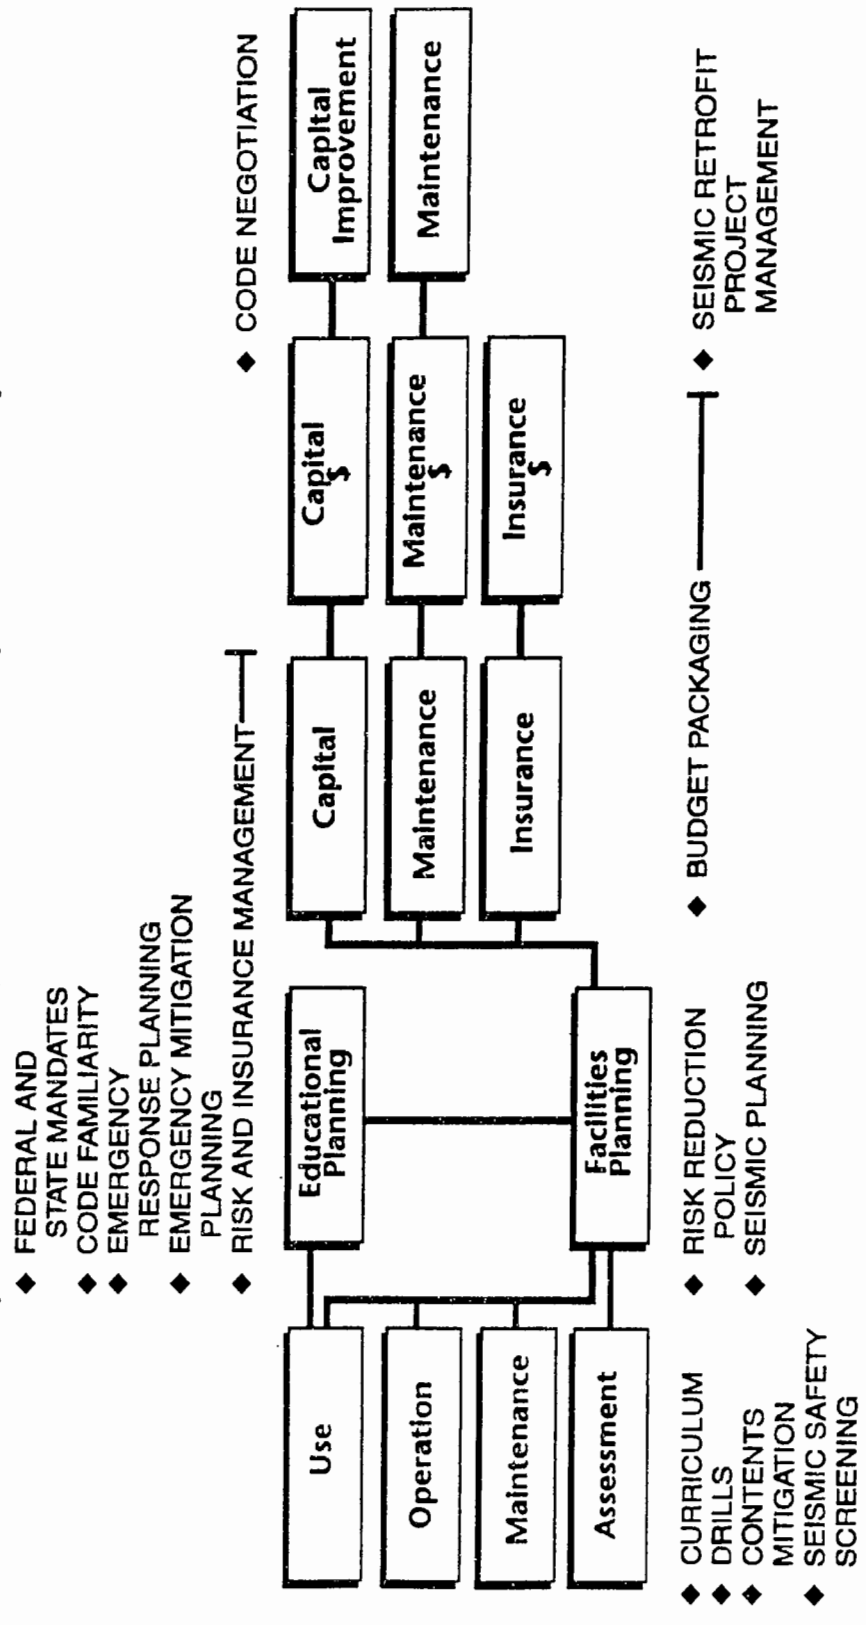 ◆ FEDERAL AND
STATE MANDATES
◆ CODE FAMILIARITY
◆ EMERGENCY
RESPONSE PLANNING
◆ EMERGENCY MITIGATION
PLANNING
◆ RISK AND INSURANCE MANAGEMENT
◆ CODE NEGOTIATION
Use
Operation
Maintenance
Assessment
Educational
Planning
Facilities
Planning
Capital
Maintenance
Insurance
Capital
$
Maintenance
$
Insurance
$
Capital
Improvement
Maintenance
◆ CURRICULUM
◆ DRILLS
◆ CONTENTS
MITIGATION
◆ SEISMIC SAFETY
SCREENING
◆ RISK REDUCTION
POLICY
◆ SEISMIC PLANNING
◆ BUDGET PACKAGING
◆ SEISMIC RETROFIT
PROJECT
MANAGEMENT